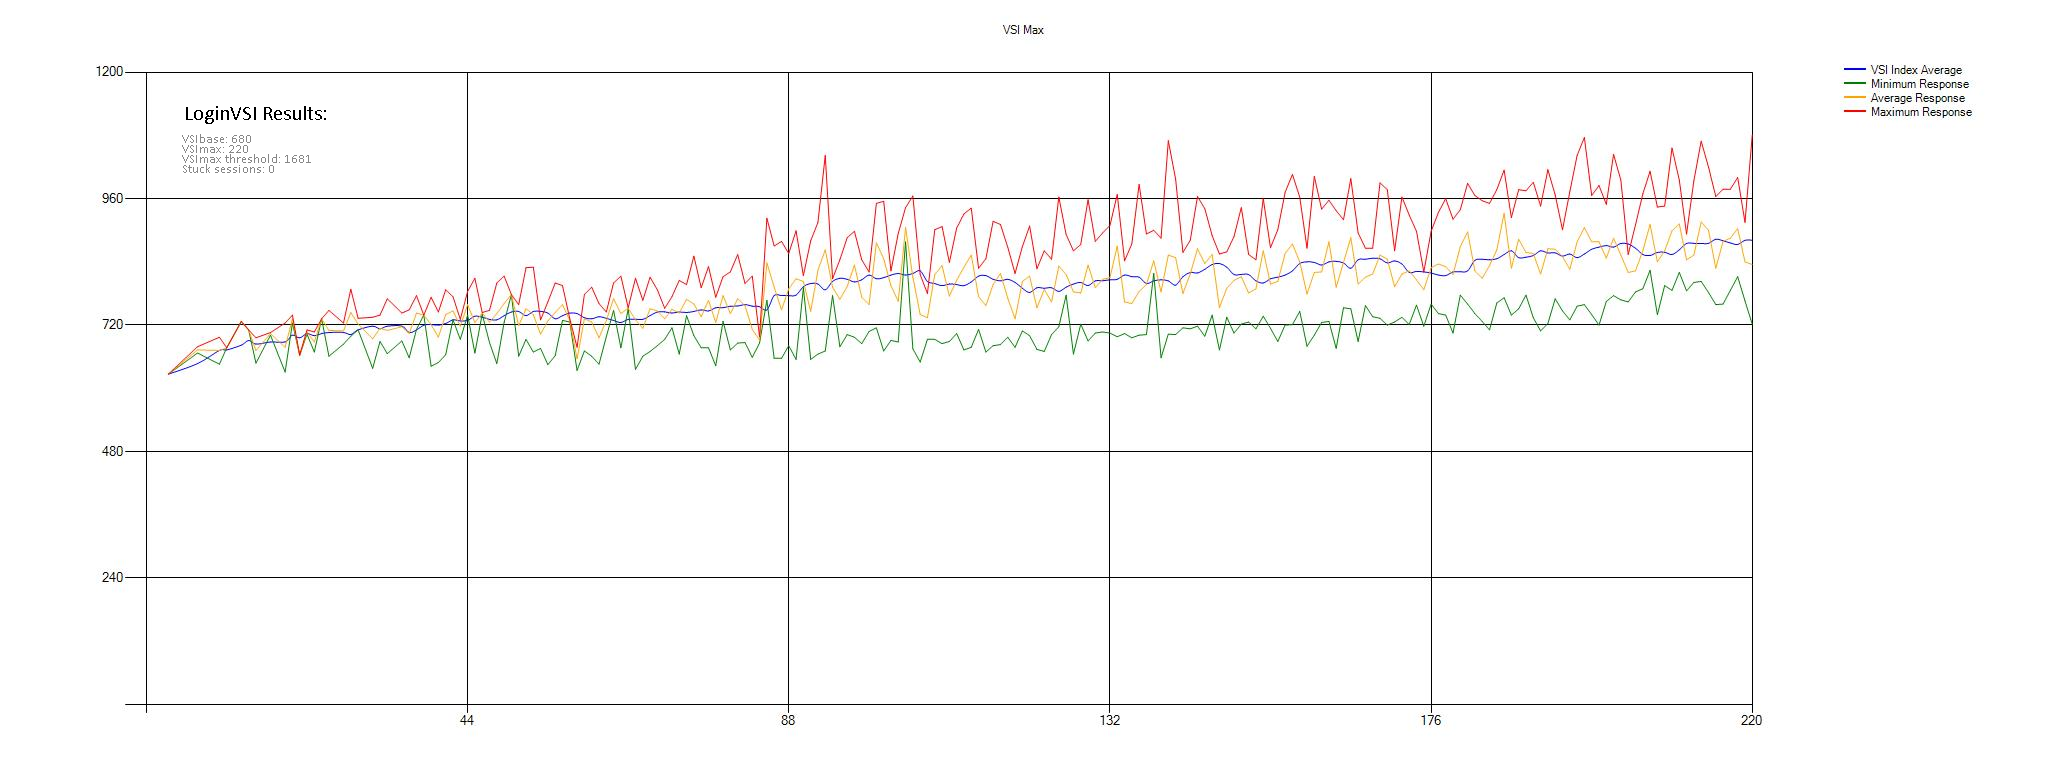 VSI Max
1200
960
720
480
240
LoginVSI Results:
VSIbase: 680
VSImax: 220
VSImax threshold: 1681
Stuck sessions: 0
VSI Index Average
Minimum Response
Average Response
Maximum Response
44
88
132
176
220